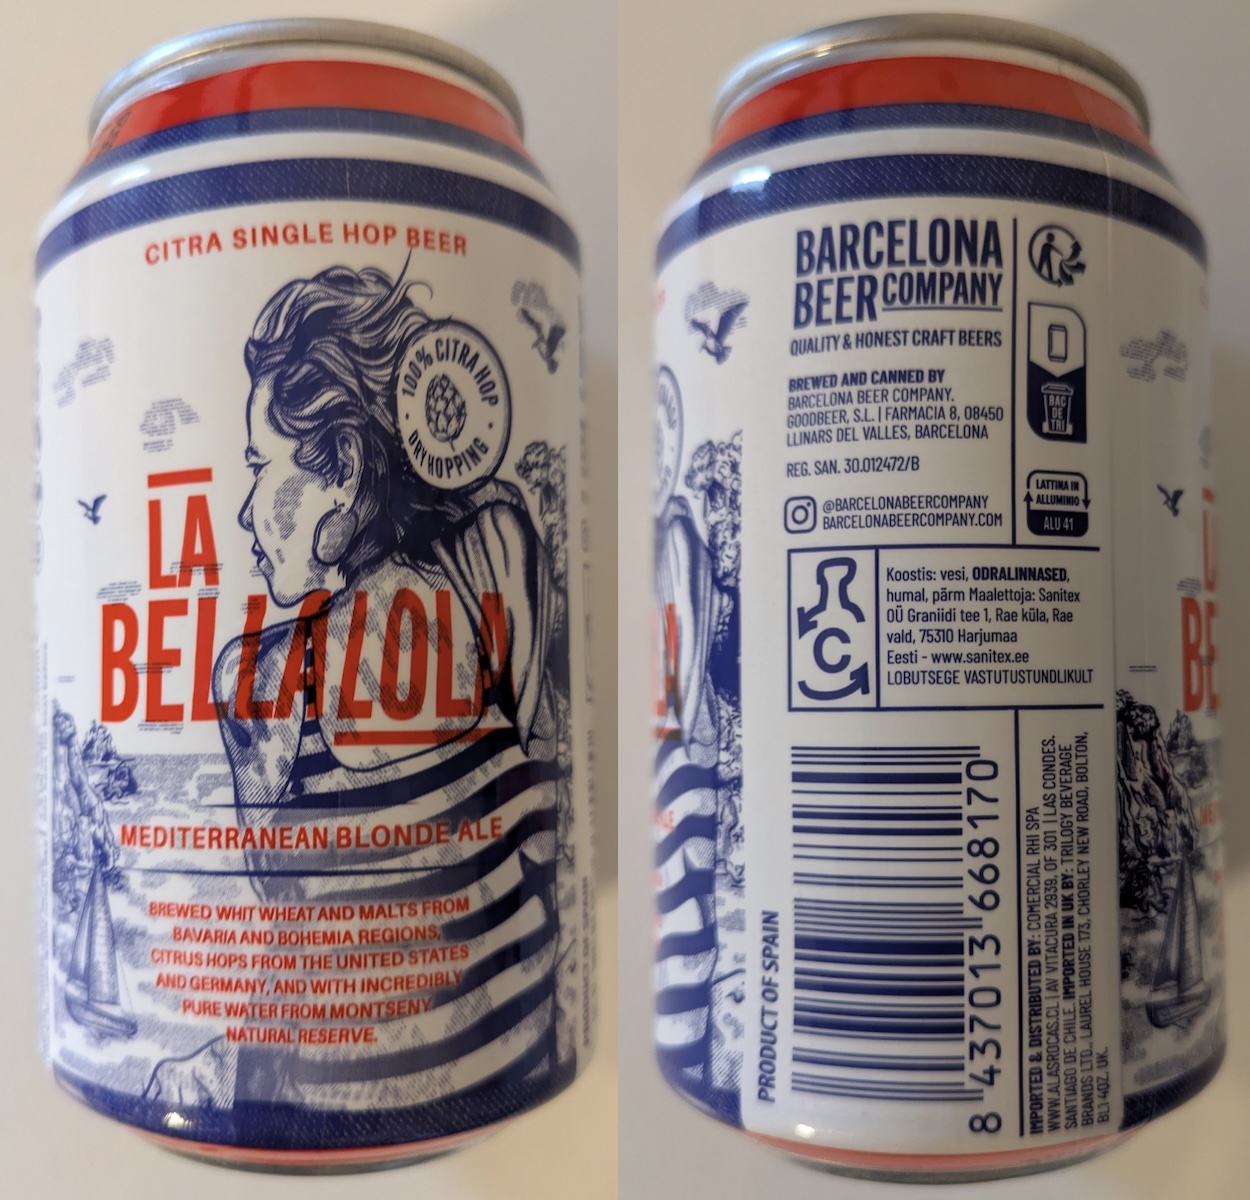 CITRA SINGLE HOP BEER
100% CITRA HOP
DRY HOPPING
LA
BELLA LOLA
MEDITERRANEAN BLONDE ALE
BREWED WHIT WHEAT AND MALTS FROM
BAVARIA AND BOHEMIA REGIONS,
CITRUS HOPS FROM THE UNITED STATES
AND GERMANY, AND WITH INCREDIBLY
PURE WATER FROM MONTSENY
NATURAL RESERVE.
BARCELONA
BEER COMPANY
QUALITY & HONEST CRAFT BEERS
BREWED AND CANNED BY
BARCELONA BEER COMPANY.
GOODBEER, S.L. | FARMACIA 8, 08450
LLINARS DEL VALLES, BARCELONA
REG. SAN. 30.012472/B
@BARCELONABEERCOMPANY
BARCELONABEERCOMPANY.COM
BAC
DE
TRI
LATTINA IN
ALLUMINIO
ALU 41
C
Koostis: vesi, ODRALINNASED,
humal, pärm Maaletoja: Sanitex
OÜ Graniidi tee 1, Rae küla, Rae
vald, 75310 Harjumaa
Eesti - www.sanitex.ee
LOBUTSEGE VASTUTUSTUNDLIKULT
PRODUCT OF SPAIN
8 437013 668170
IMPORTED & DISTRIBUTED BY: COMERCIAL RHI SPA
WWW.ALASROCAS.CL | AV VITACURA 2939, OF 301 | LAS CONDES.
SANTIAGO DE CHILE. IMPORTED IN UK BY: TRILOGY BEVERAGE
BRANDS LTD., LAUREL HOUSE 173, CHORLEY NEW ROAD, BOLTON,
BL1 4QZ. UK.